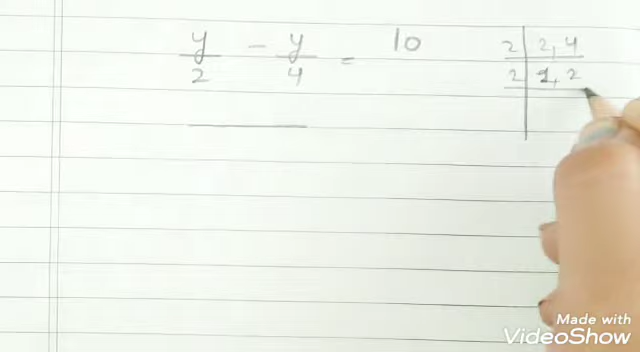 y/2 - y/4 = 10
2 | 2, 4
2 | 1, 2
Made with
VideoShow